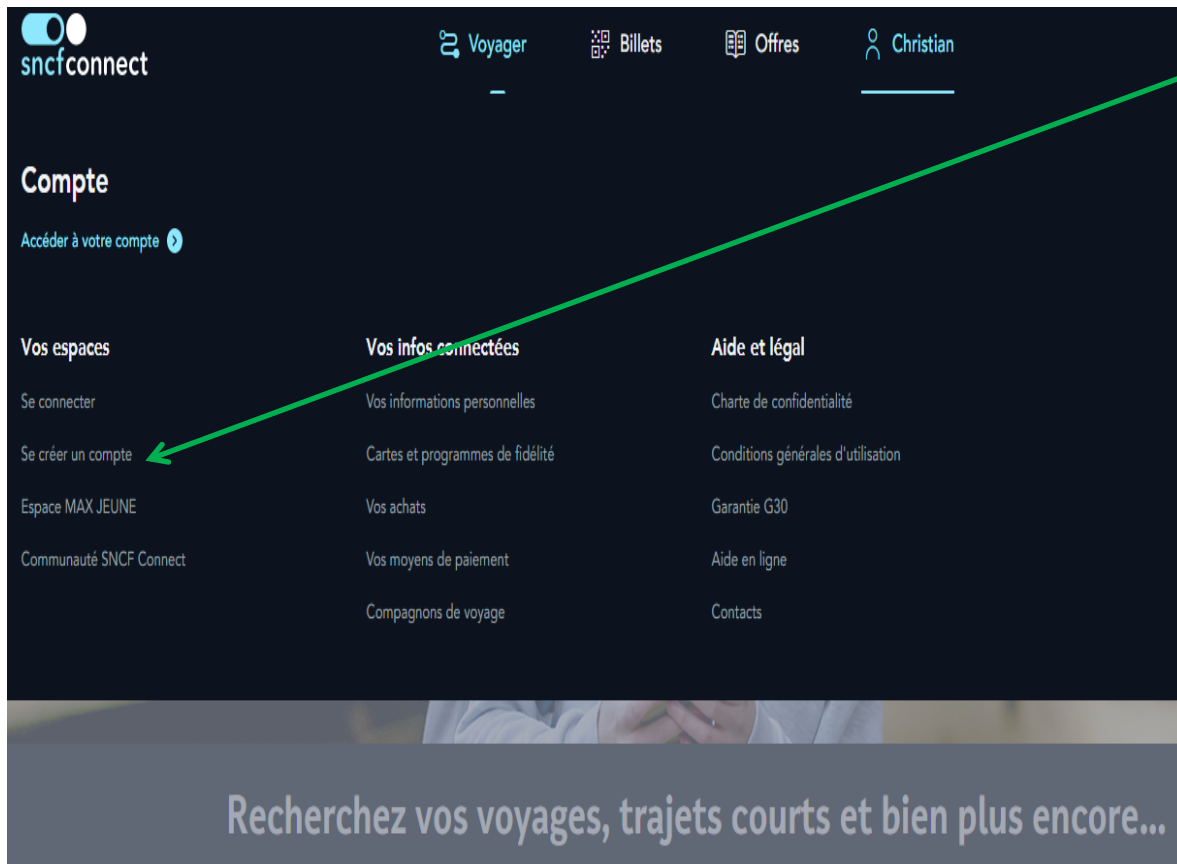 sncfconnect
Voyager Billets Offres Christian
Compte
Accéder à votre compte
Vos espaces
Se connecter
Se créer un compte
Espace MAX JEUNE
Communauté SNCF Connect
Vos infos connectées
Vos informations personnelles
Cartes et programmes de fidélité
Vos achats
Vos moyens de paiement
Compagnons de voyage
Aide et légal
Charte de confidentialité
Conditions générales d'utilisation
Garantie G30
Aide en ligne
Contacts
Recherchez vos voyages, trajets courts et bien plus encore...